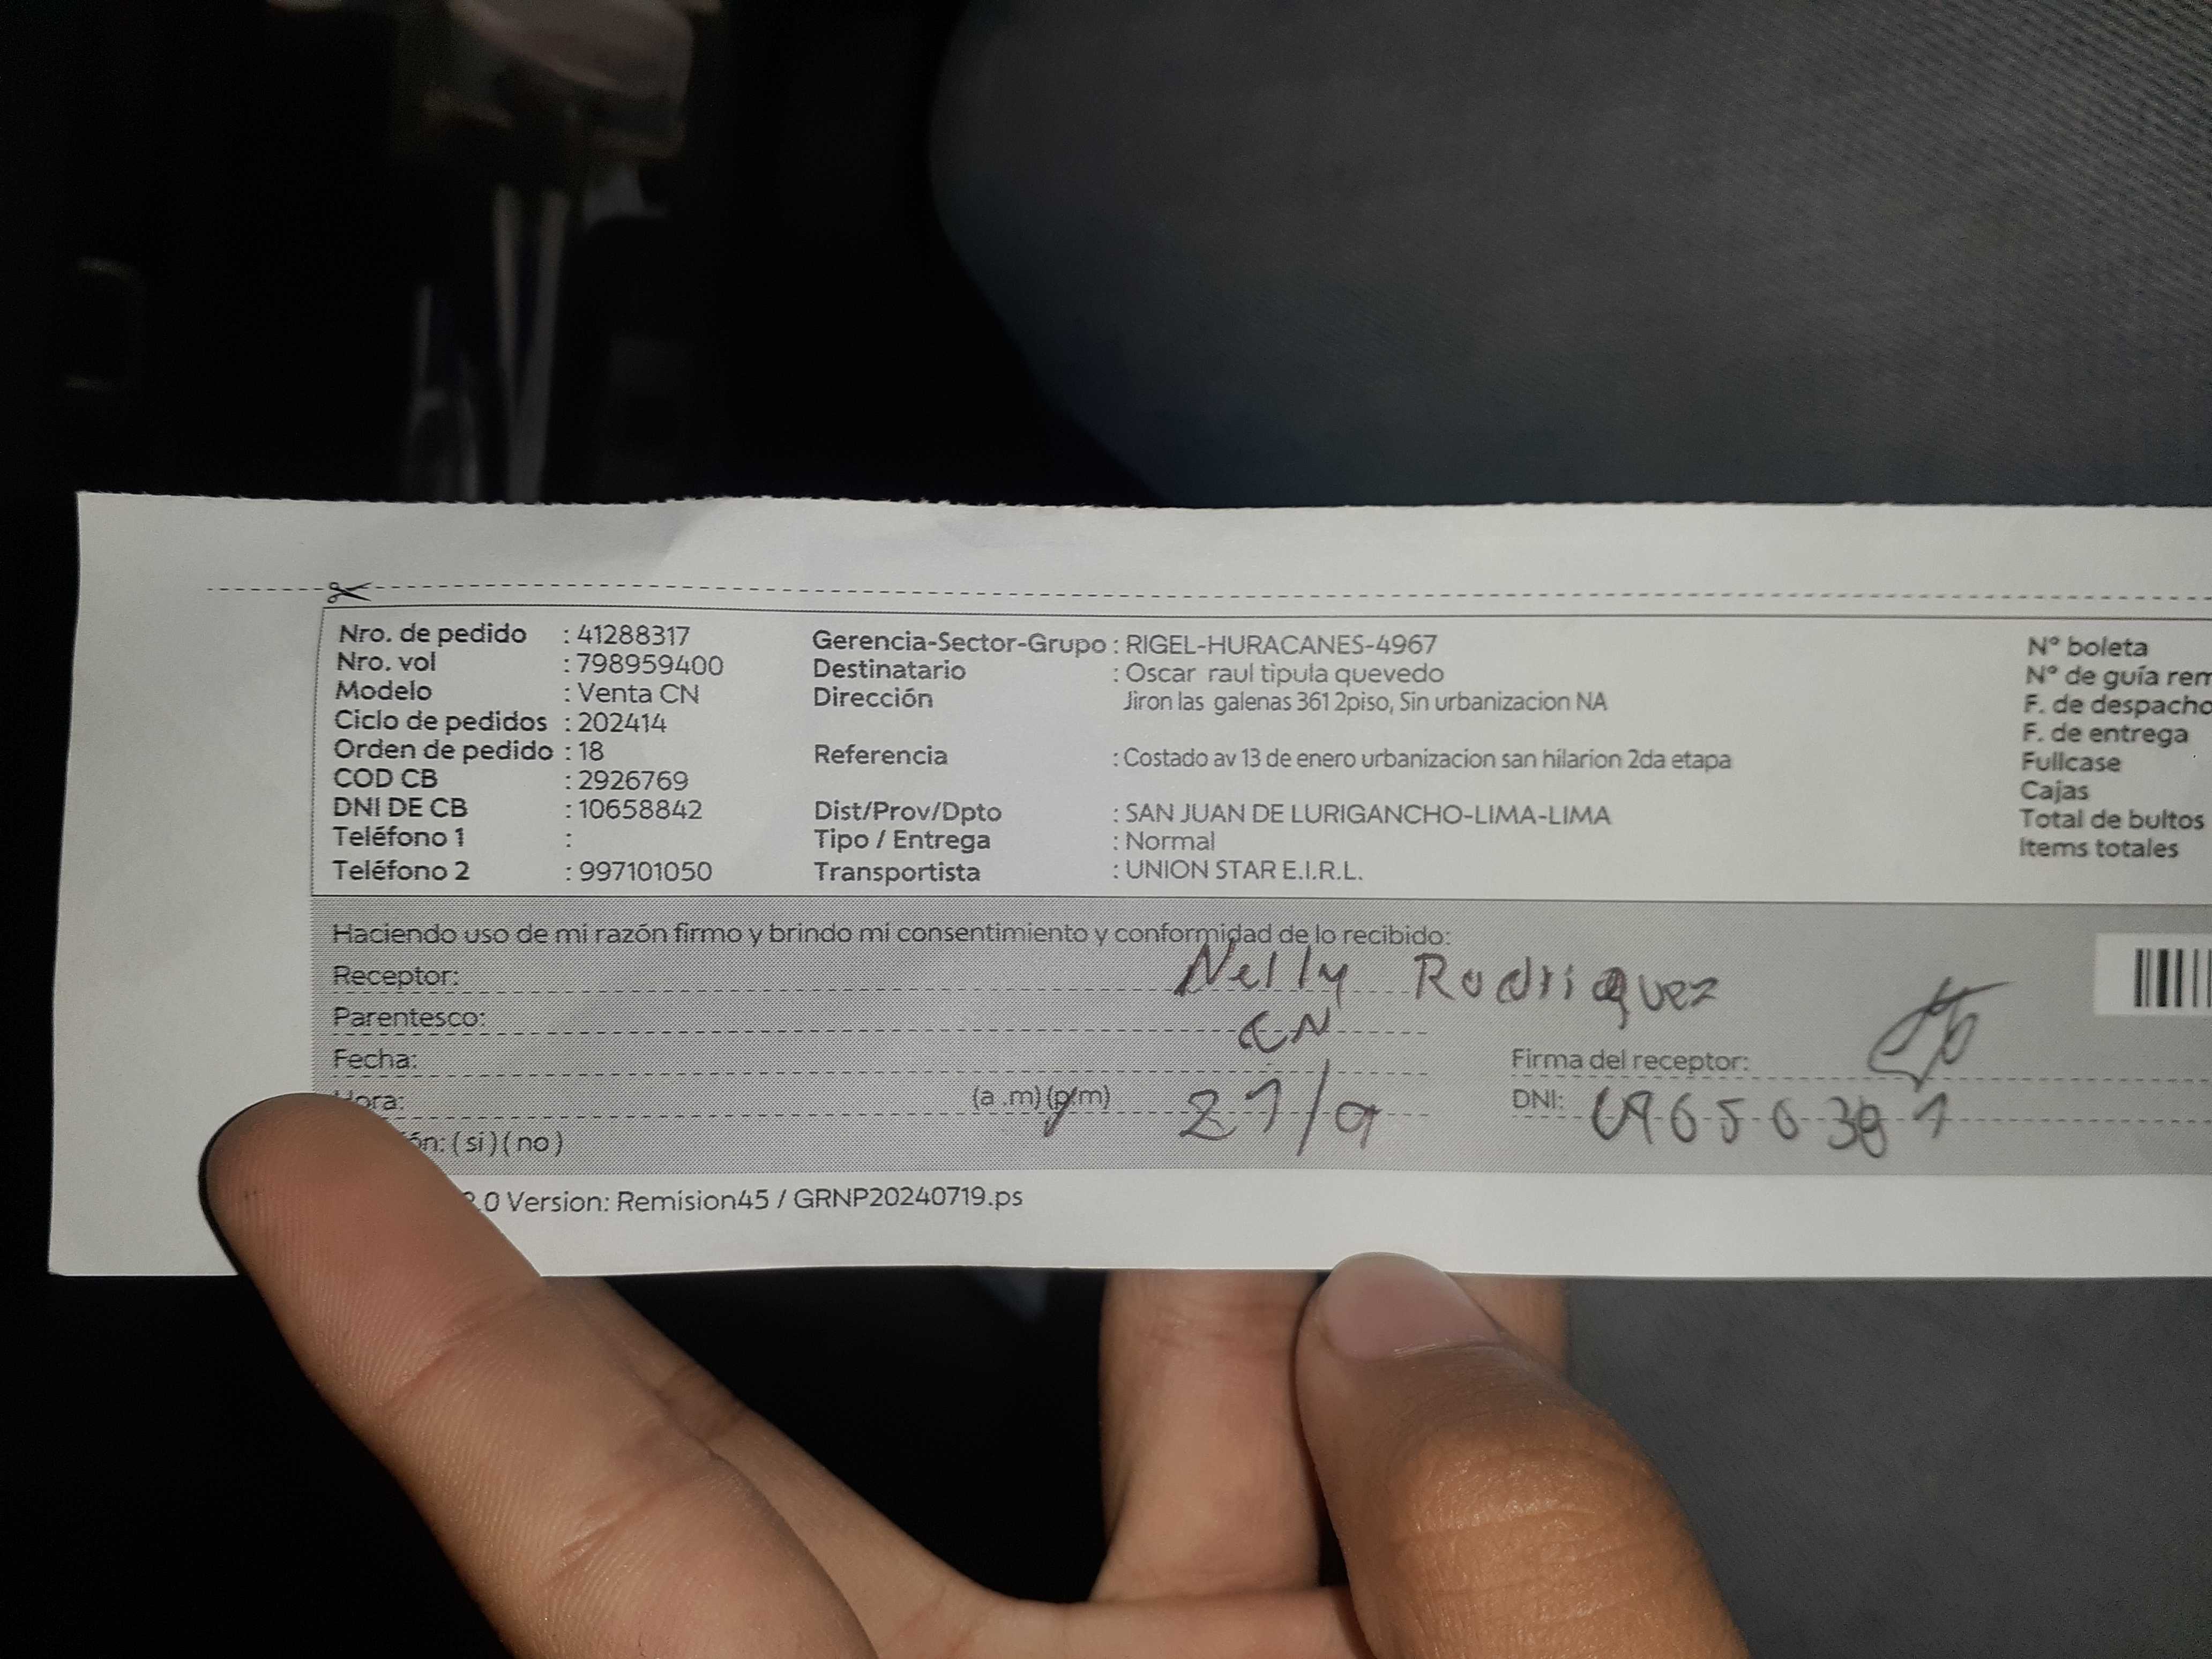 Nro. de pedido : 41288317
Nro. vol : 798959400
Modelo : Venta CN
Ciclo de pedidos : 202414
Orden de pedido : 18
COD CB : 2926769
DNI DE CB : 10658842
Teléfono 1 :
Teléfono 2 : 997101050
Gerencia-Sector-Grupo : RIGEL-HURACANES-4967
Destinatario : Oscar raul tipula quevedo
Dirección Jiron las galenas 361 2piso, Sin urbanizacion NA
Referencia : Costado av 13 de enero urbanizacion san hilarion 2da etapa
Dist/Prov/Dpto : SAN JUAN DE LURIGANCHO-LIMA-LIMA
Tipo / Entrega : Normal
Transportista : UNION STAR E.I.R.L.
N° boleta
N° de guía rem
F. de despacho
F. de entrega
Fullcase
Cajas
Total de bultos
Items totales
Haciendo uso de mi razón firmo y brindo mi consentimiento y conformidad de lo recibido:
Receptor: Nelly Rodriguez
Parentesco: CN
Fecha:
Hora: (a .m) (p/m) 21/9
ón: ( si ) ( no )
Firma del receptor:
DNI:
.0 Version: Remision45 / GRNP20240719.ps